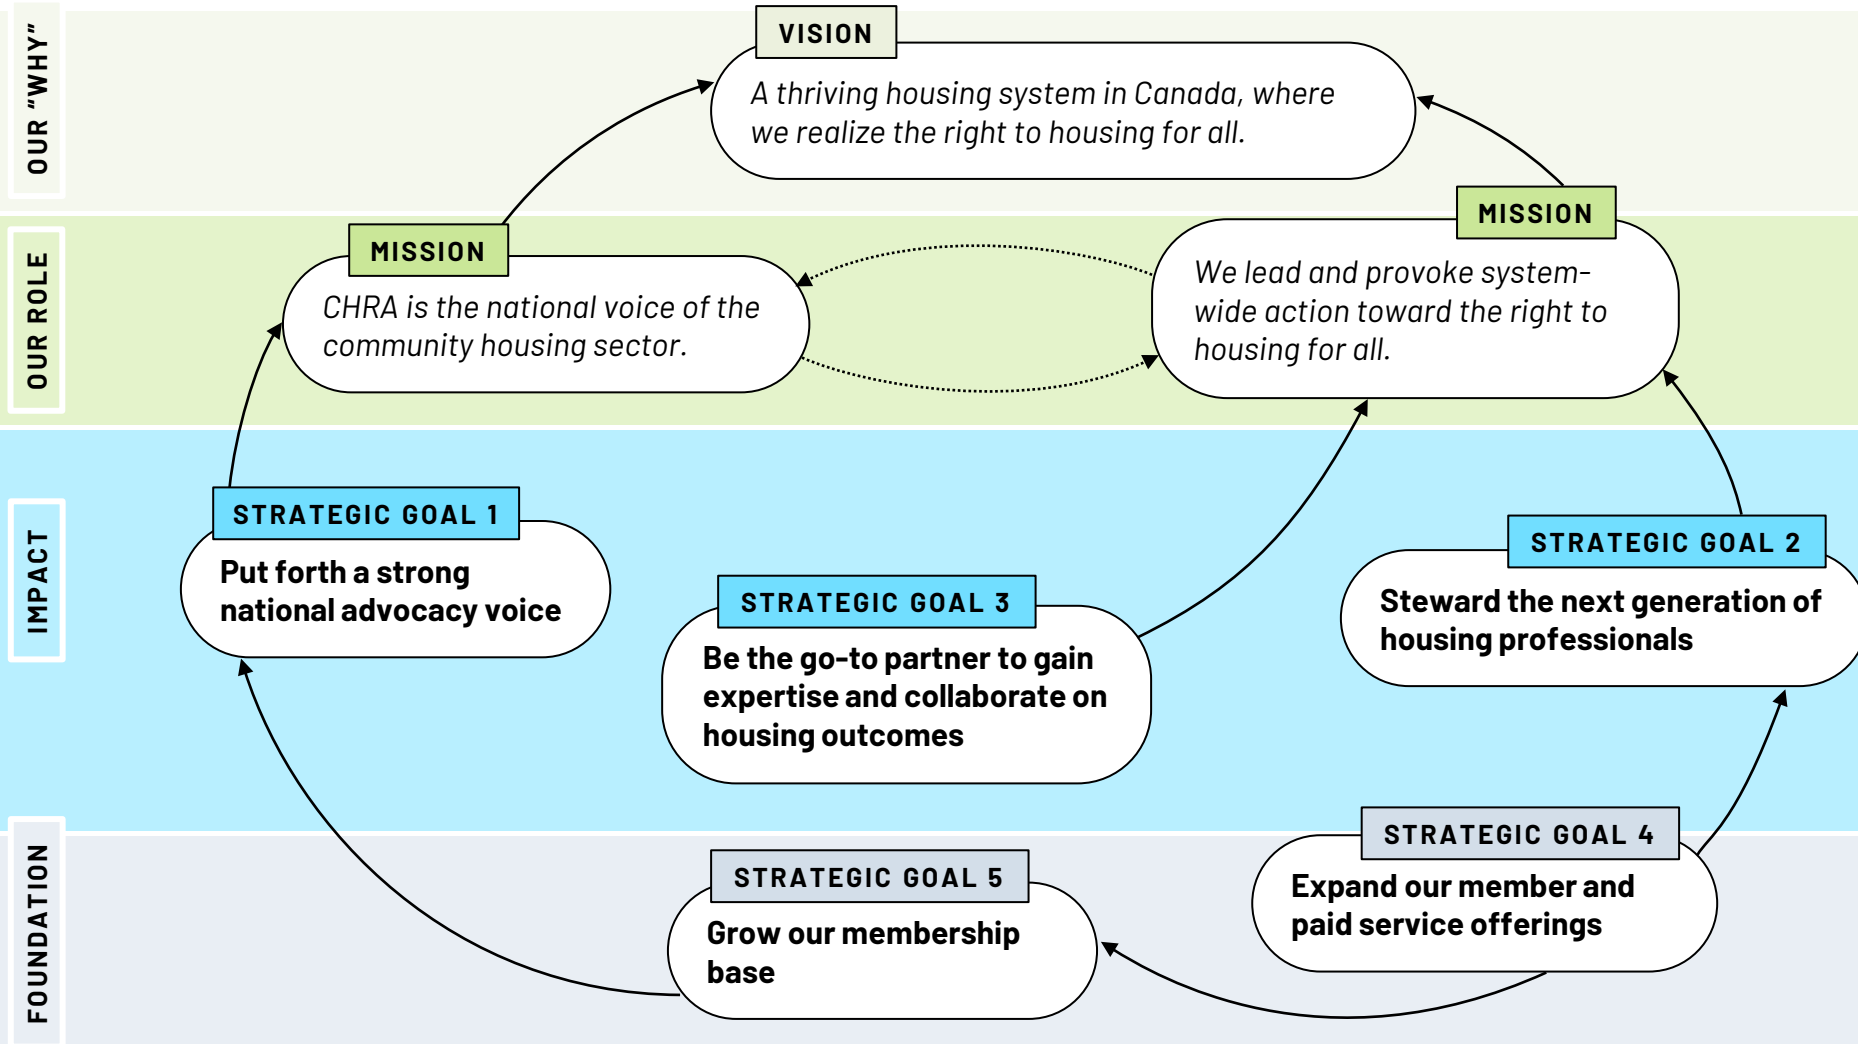 OUR "WHY"
VISION
A thriving housing system in Canada, where
we realize the right to housing for all.
OUR ROLE
MISSION
CHRA is the national voice of the
community housing sector.
MISSION
We lead and provoke system-
wide action toward the right to
housing for all.
IMPACT
STRATEGIC GOAL 1
Put forth a strong
national advocacy voice
STRATEGIC GOAL 3
Be the go-to partner to gain
expertise and collaborate on
housing outcomes
STRATEGIC GOAL 2
Steward the next generation of
housing professionals
FOUNDATION
STRATEGIC GOAL 5
Grow our membership
base
STRATEGIC GOAL 4
Expand our member and
paid service offerings